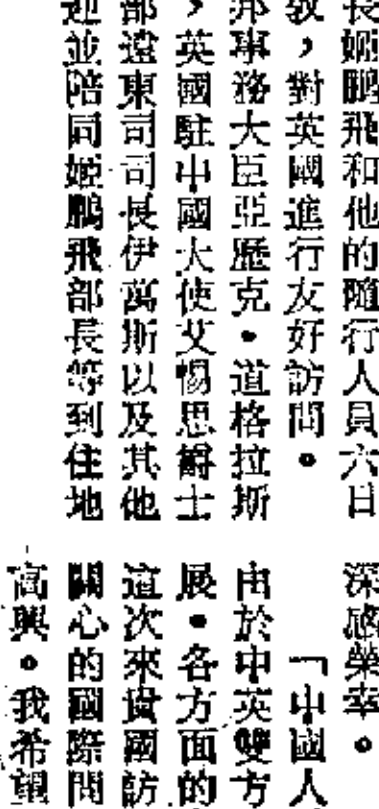 長姬鵬飛和他的隨行人員六日
敦，對英國進行友好訪問。
邦事務大臣亞歷克·道格拉斯
，英國駐中國大使艾惕思爵士
部遠東司司長伊萬斯以及其他
迎並陪同姬鵬飛部長等到住地
深感榮幸。
「中國人
由於中英雙方
展。各方面的
這次來貴國訪
關心的國際問
高興。我希望